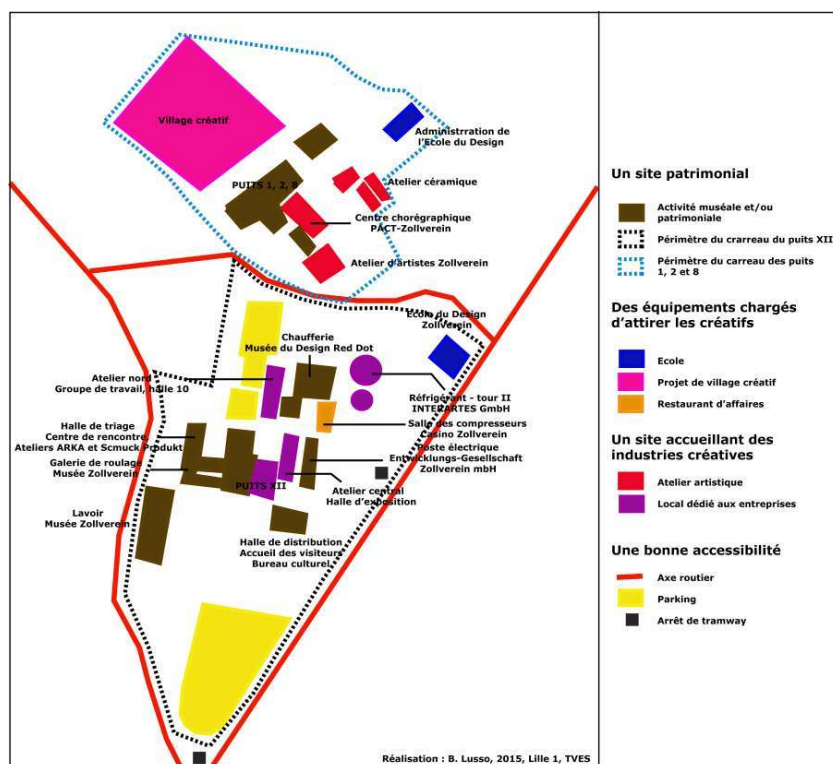 Village créatif
Administrration de
l'Ecole du Design
PUITS 1, 2, 8
Atelier céramique
Centre chorégraphique
PACT-Zollverein
Atelier d'artistes Zollverein
Ecole du Design
Zollverein
Chaufferie
Musée du Design Red Dot
Atelier nord
Groupe de travail, halle 10
Réfrigérant - tour II
INTERARTES GmbH
Halle de triage
Centre de rencontre,
Ateliers ARKA et Scmuck Produkt
Salle des compresseurs
Casino Zollverein
Poste électrique
Entwicklungs-Gesellschaft
Zollverein mbH
Galerie de roulage
Musée Zollverein
PUITS XII
Atelier central
Halle d'exposition
Lavoir
Musée Zollverein
Halle de distribution
Accueil des visiteurs
Bureau culturel
Réalisation : B. Lusso, 2015, Lille 1, TVES
Un site patrimonial
Activité muséale et/ou
patrimoniale
Périmètre du crarreau du puits XII
Périmètre du carreau des puits
1, 2 et 8
Des équipements chargés
d'attirer les créatifs
Ecole
Projet de village créatif
Restaurant d'affaires
Un site accueillant des
industries créatives
Atelier artistique
Local dédié aux entreprises
Une bonne accessibilité
Axe routier
Parking
Arrêt de tramway